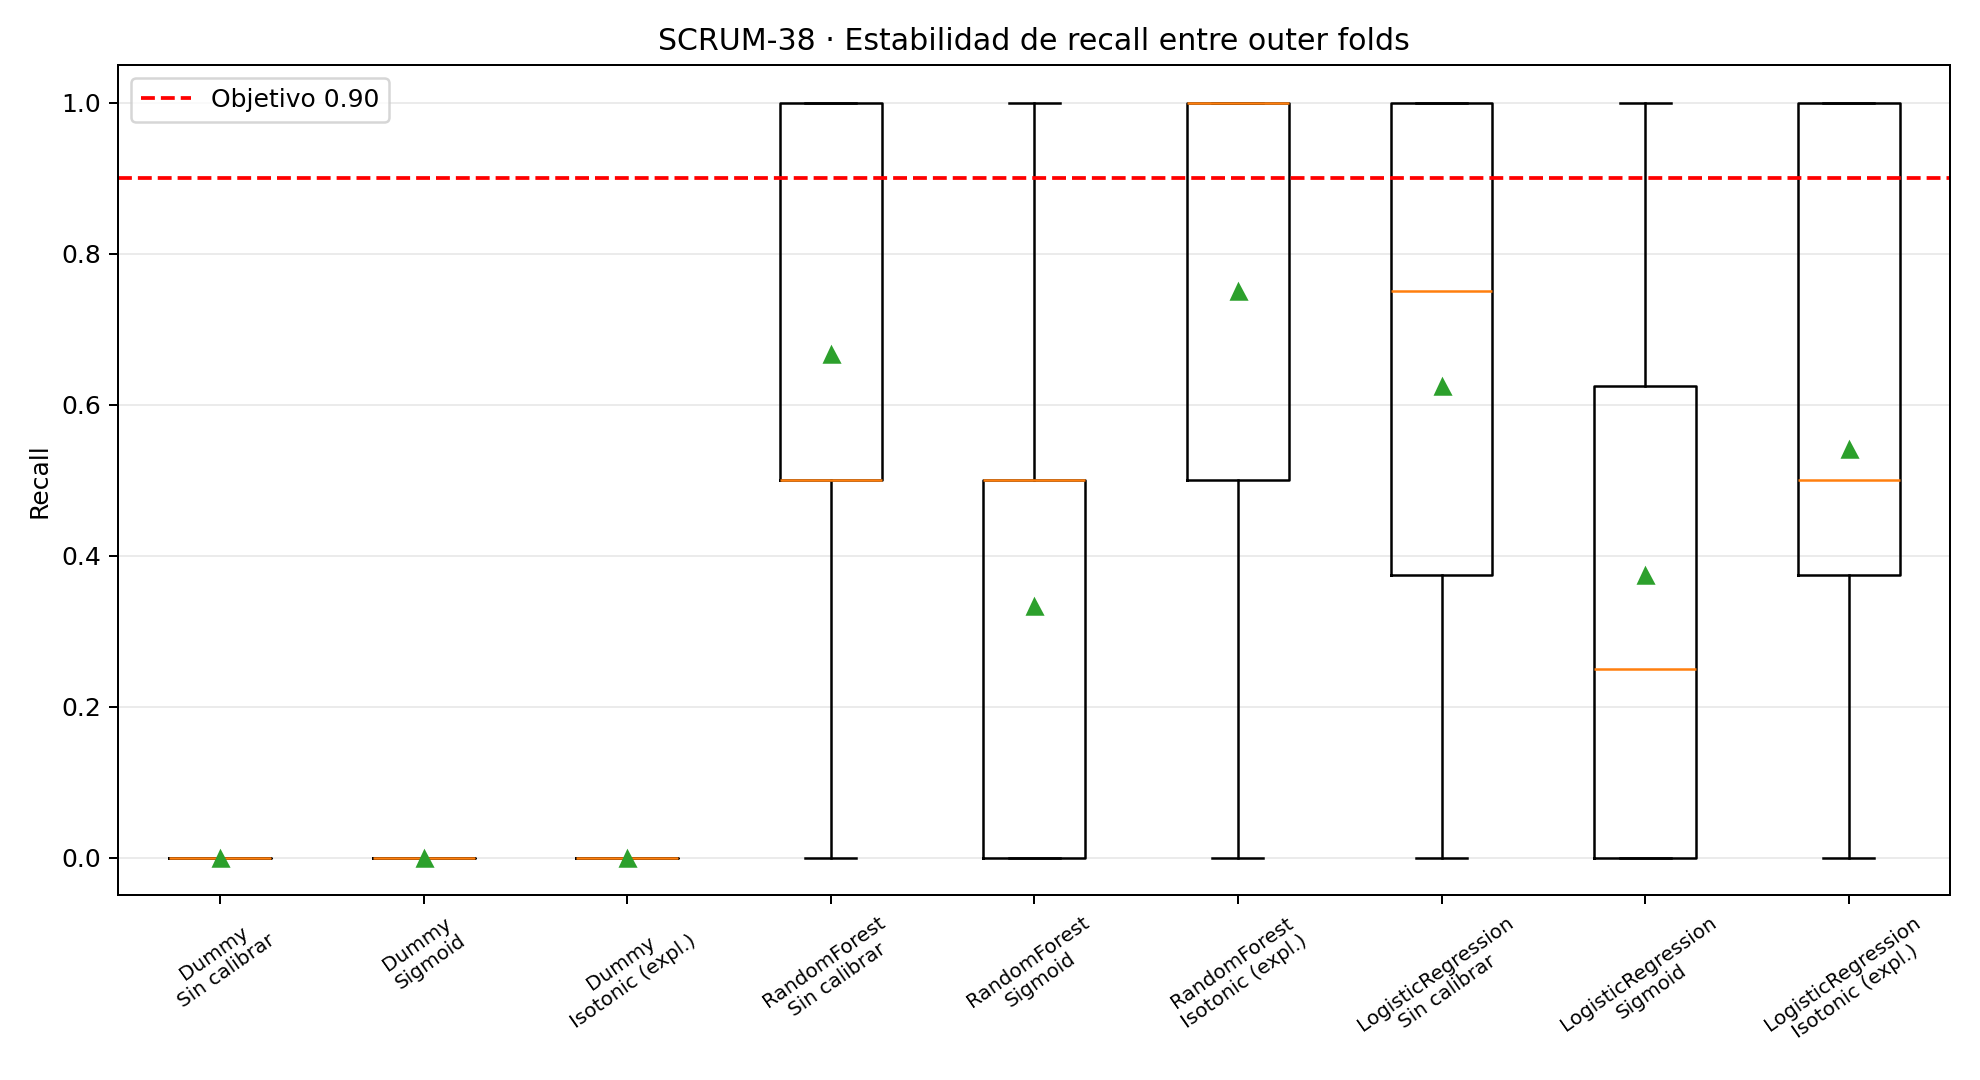 SCRUM-38 · Estabilidad de recall entre outer folds
Objetivo 0.90
Recall
1.0
0.8
0.6
0.4
0.2
0.0
Dummy
Sin calibrar
Dummy
Sigmoid
Dummy
Isotonic (expl.)
RandomForest
Sin calibrar
RandomForest
Sigmoid
RandomForest
Isotonic (expl.)
LogisticRegression
Sin calibrar
LogisticRegression
Sigmoid
LogisticRegression
Isotonic (expl.)